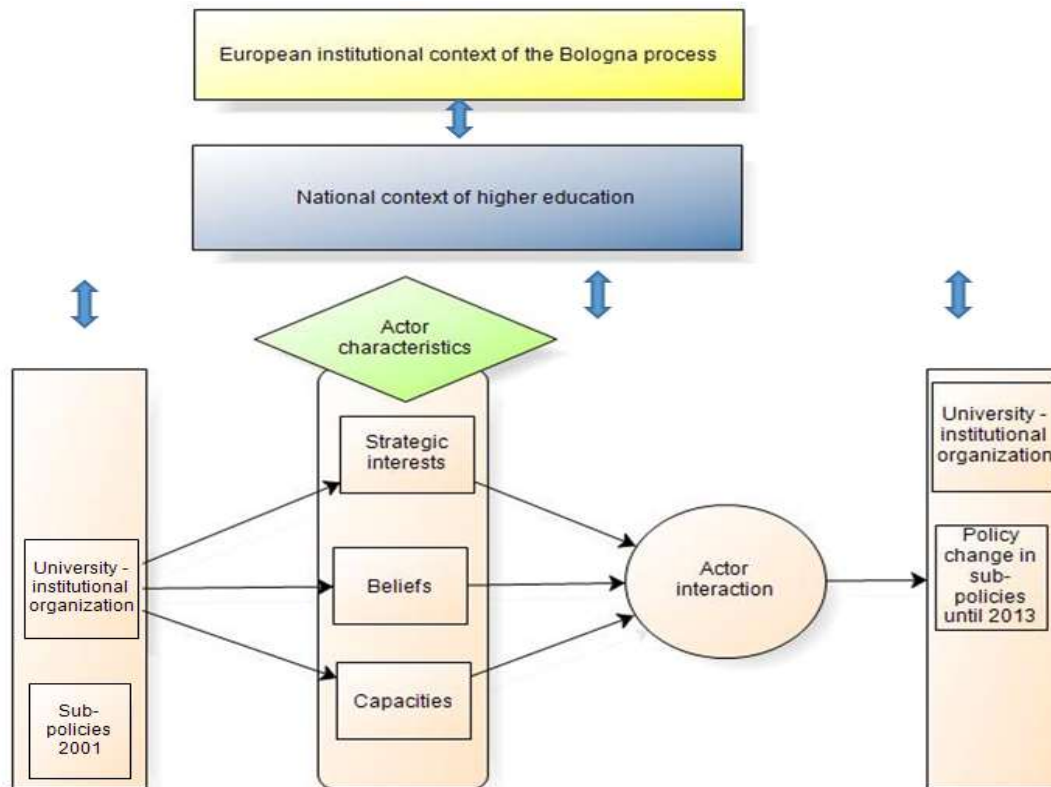 European institutional context of the Bologna process
National context of higher education
Actor
characteristics
University -
institutional
organization
Sub-
policies
2001
Strategic
interests
Beliefs
Capacities
Actor
interaction
University -
institutional
organization
Policy
change in
sub-
policies
until 2013